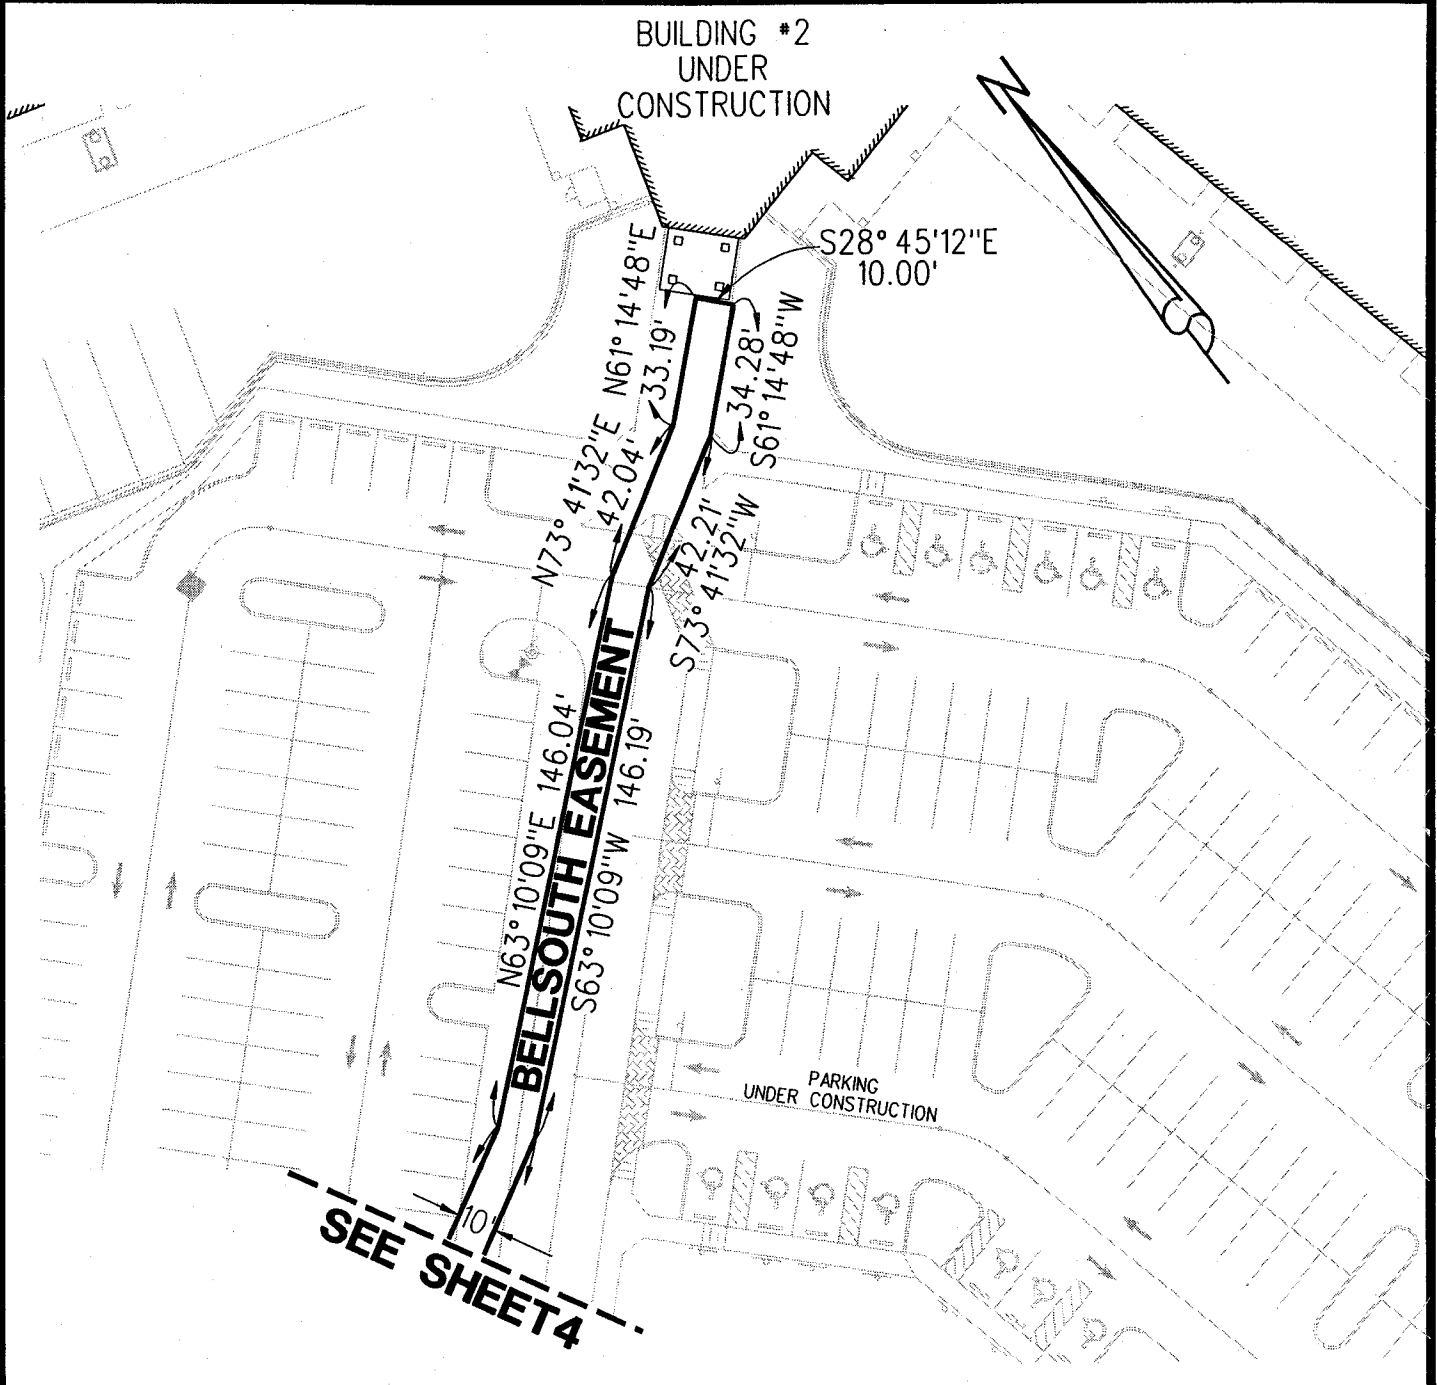 BUILDING #2
UNDER
CONSTRUCTION
N
S28° 45'12"E
10.00'
N61° 14'48"E
33.19'
34.28'
S61° 14'48"W
N73° 41'32"E
42.04'
42.21'
S73° 41'32"W
N63° 10'09"E 146.04'
BELLSOUTH EASEMENT
S63° 10'09"W 146.19'
PARKING
UNDER CONSTRUCTION
10'
SEE SHEET 4